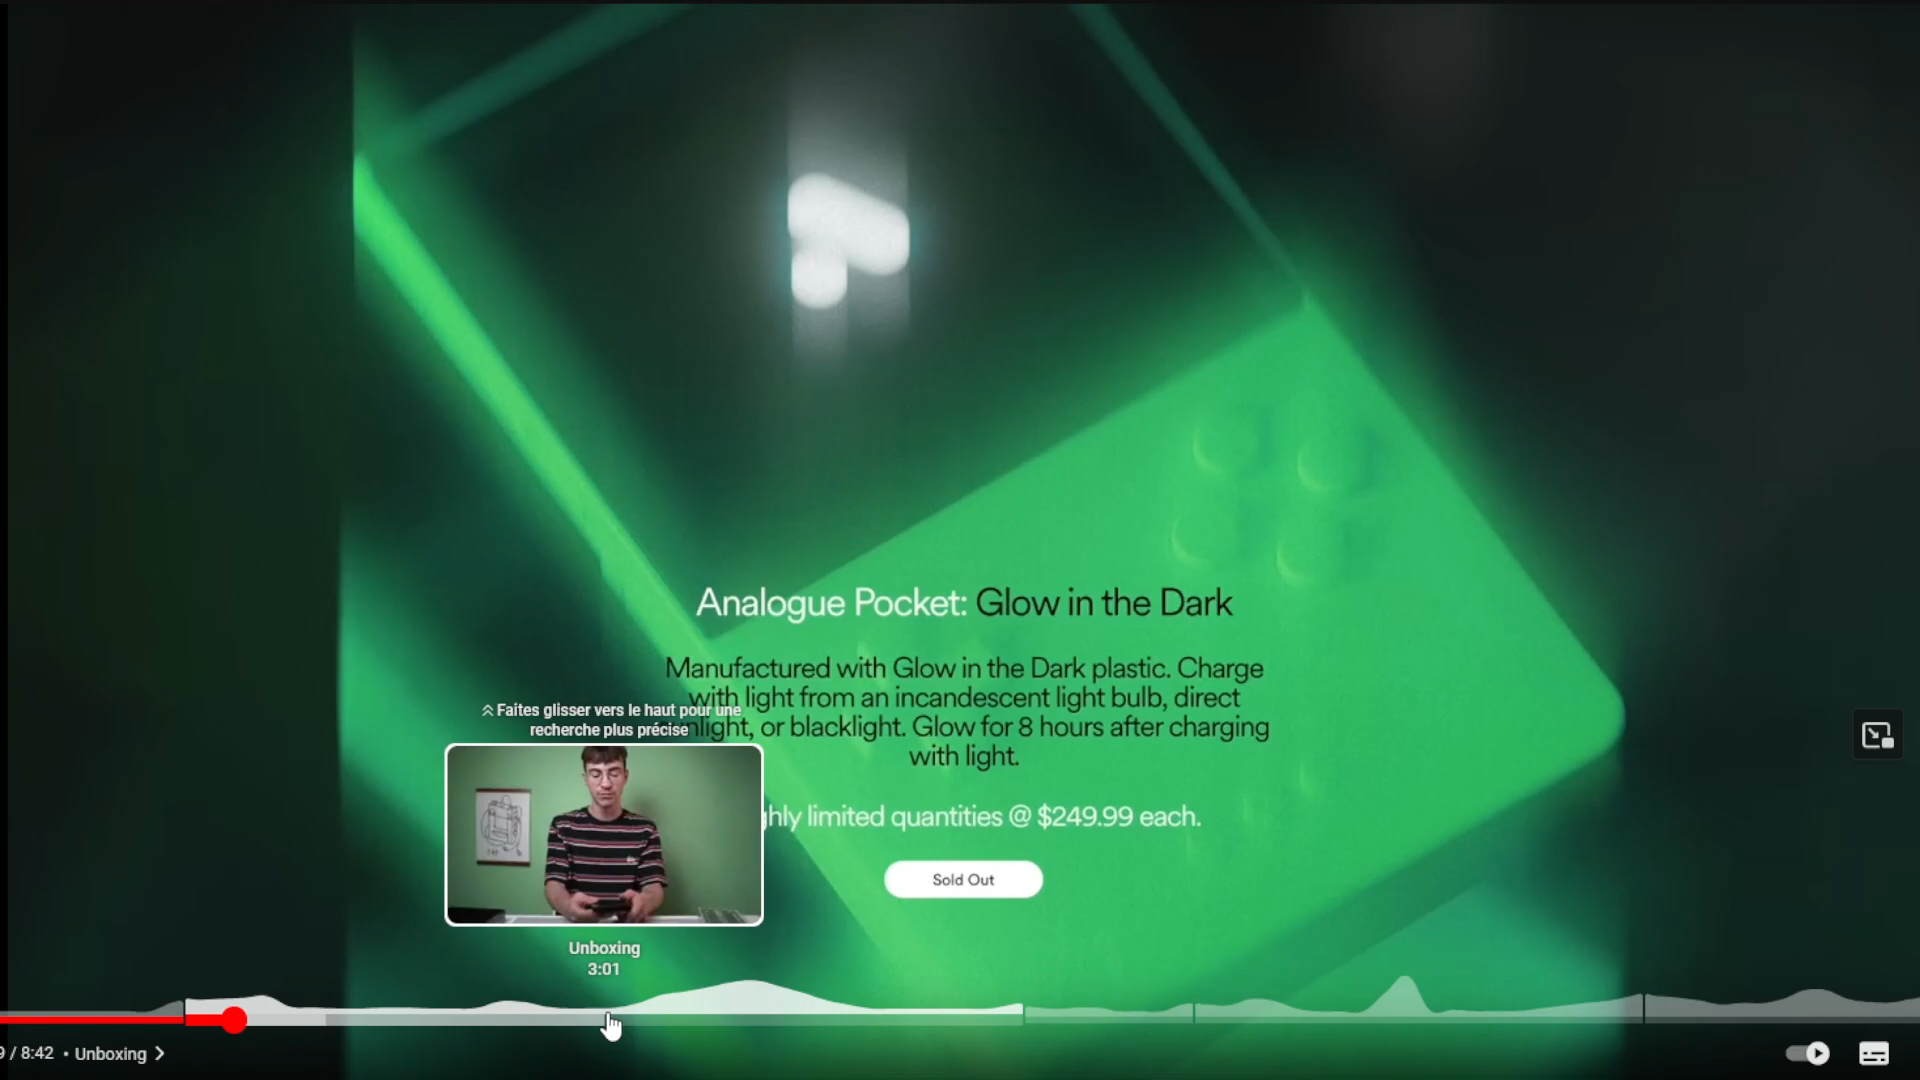 Analogue Pocket: Glow in the Dark
Manufactured with Glow in the Dark plastic. Charge
with light from an incandescent light bulb, direct
light, or blacklight. Glow for 8 hours after charging
with light.
limited quantities @ $249.99 each.
Sold Out
Faites glisser vers le haut pour une
recherche plus précise
Unboxing
3:01
9 / 8:42 • Unboxing